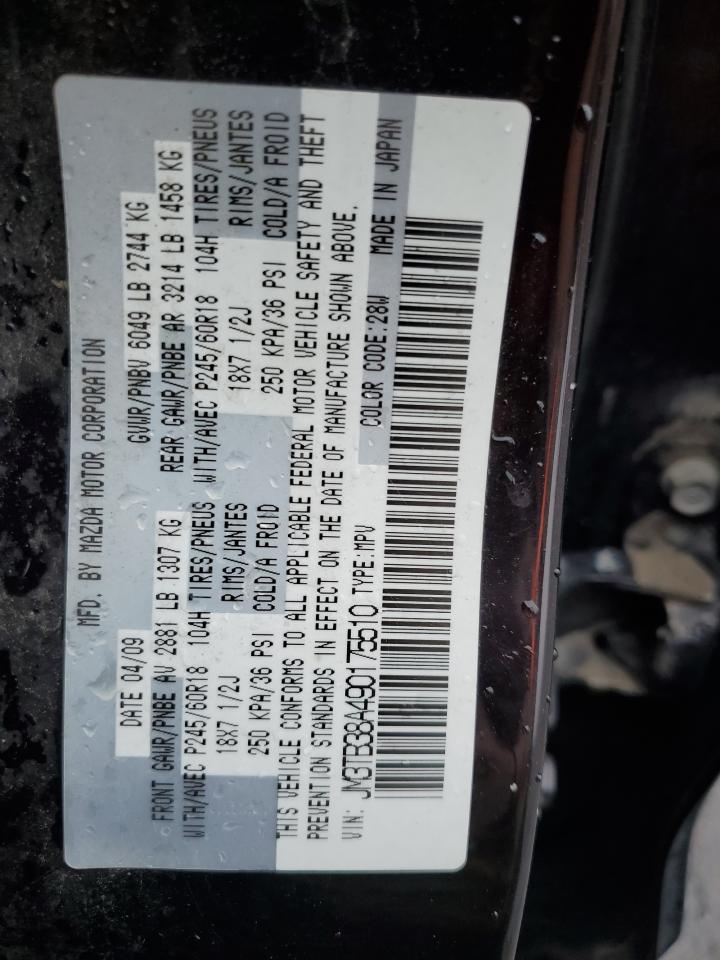 MFD. BY MAZDA MOTOR CORPORATION
DATE 04/09 GVWR/PNBV 6049 LB 2744 KG
FRONT GAWR/PNBE AV 2881 LB 1307 KG REAR GAWR/PNBE AR 3214 LB 1458 KG
WITH/AVEC P245/60R18 104H TIRES/PNEUS WITH/AVEC P245/60R18 104H TIRES/PNEUS
18X7 1/2J RIMS/JANTES 18X7 1/2J RIMS/JANTES
250 KPA/36 PSI COLD/A FROID 250 KPA/36 PSI COLD/A FROID
THIS VEHICLE CONFORMS TO ALL APPLICABLE FEDERAL MOTOR VEHICLE SAFETY AND THEFT
PREVENTION STANDARDS IN EFFECT ON THE DATE OF MANUFACTURE SHOWN ABOVE.
VIN: JM3TB38A490175510 TYPE:MPV COLOR CODE:28W MADE IN JAPAN